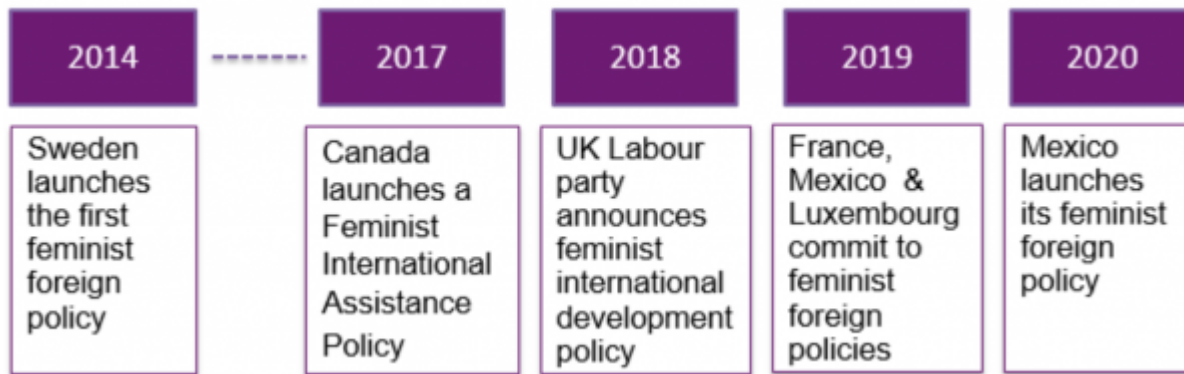 2014
2017
2018
2019
2020
Sweden
launches
the first
feminist
foreign
policy
Canada
launches a
Feminist
International
Assistance
Policy
UK Labour
party
announces
feminist
international
development
policy
France,
Mexico &
Luxembourg
commit to
feminist
foreign
policies
Mexico
launches
its feminist
foreign
policy